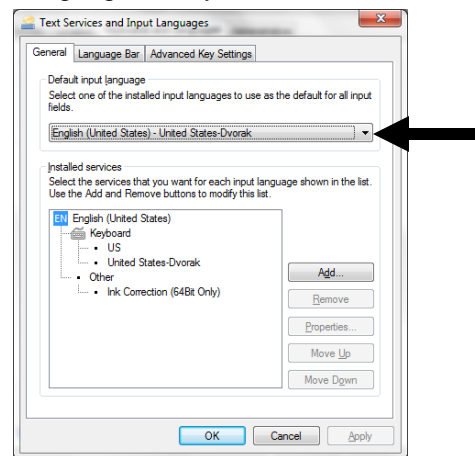 Text Services and Input Languages
General Language Bar Advanced Key Settings
Default input language
Select one of the installed input languages to use as the default for all input
fields.
English (United States) - United States-Dvorak
Installed services
Select the services that you want for each input language shown in the list.
Use the Add and Remove buttons to modify this list.
EN English (United States)
Keyboard
US
United States-Dvorak
Other
Ink Correction (64Bit Only)
Add...
Remove
Properties...
Move Up
Move Down
OK Cancel Apply